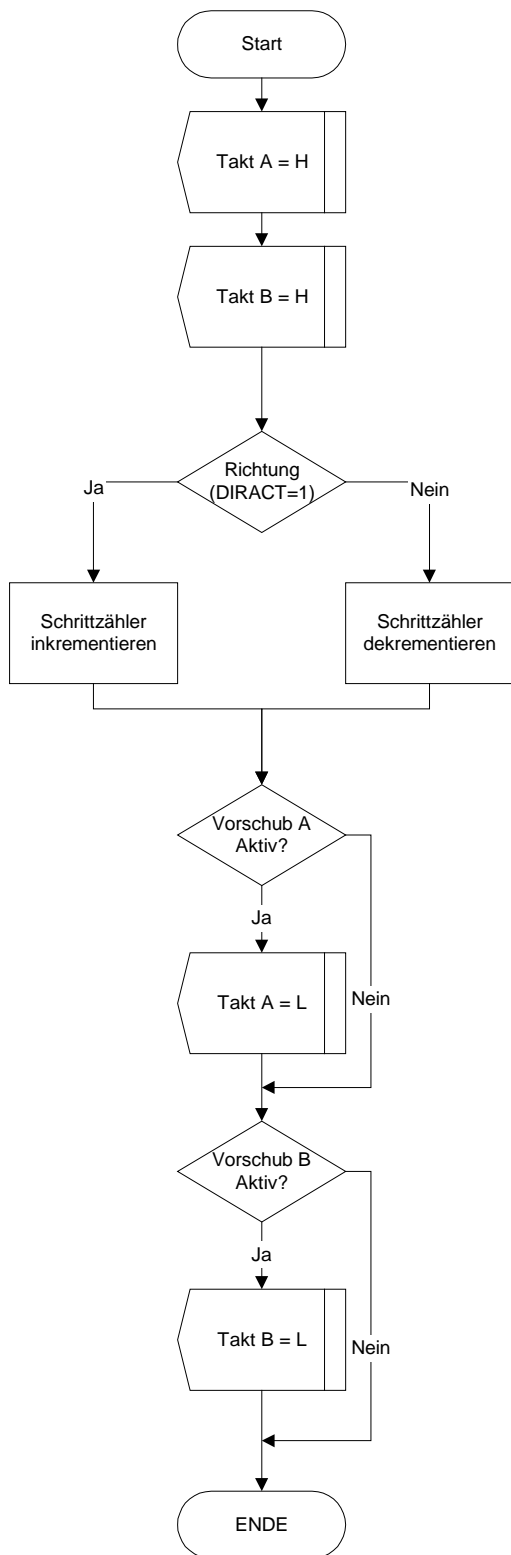 Start
Takt A = H
Takt B = H
Richtung
(DIRACT=1)
Ja
Nein
Schrittzähler
inkrementieren
Schrittzähler
dekrementieren
Vorschub A
Aktiv?
Ja
Takt A = L
Nein
Vorschub B
Aktiv?
Ja
Takt B = L
Nein
ENDE